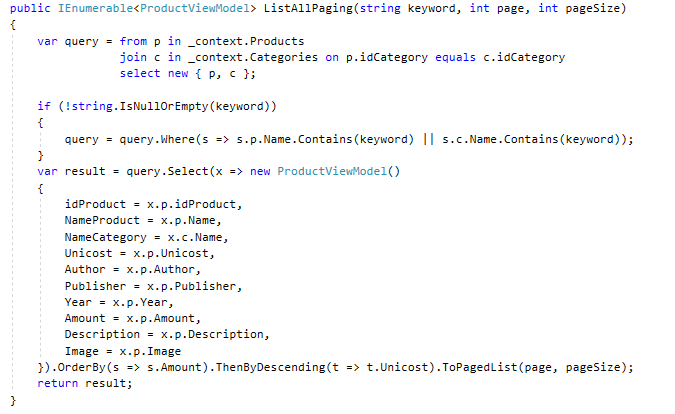 public IEnumerable<ProductViewModel> ListAllPaging(string keyword, int page, int pageSize)
{
    var query = from p in _context.Products
                join c in _context.Categories on p.idCategory equals c.idCategory
                select new { p, c };

    if (!string.IsNullOrEmpty(keyword))
    {
        query = query.Where(s => s.p.Name.Contains(keyword) || s.c.Name.Contains(keyword));
    }
    var result = query.Select(x => new ProductViewModel()
    {
        idProduct = x.p.idProduct,
        NameProduct = x.p.Name,
        NameCategory = x.c.Name,
        Unicost = x.p.Unicost,
        Author = x.p.Author,
        Publisher = x.p.Publisher,
        Year = x.p.Year,
        Amount = x.p.Amount,
        Description = x.p.Description,
        Image = x.p.Image
    }).OrderBy(s => s.Amount).ThenByDescending(t => t.Unicost).ToPagedList(page, pageSize);
    return result;
}